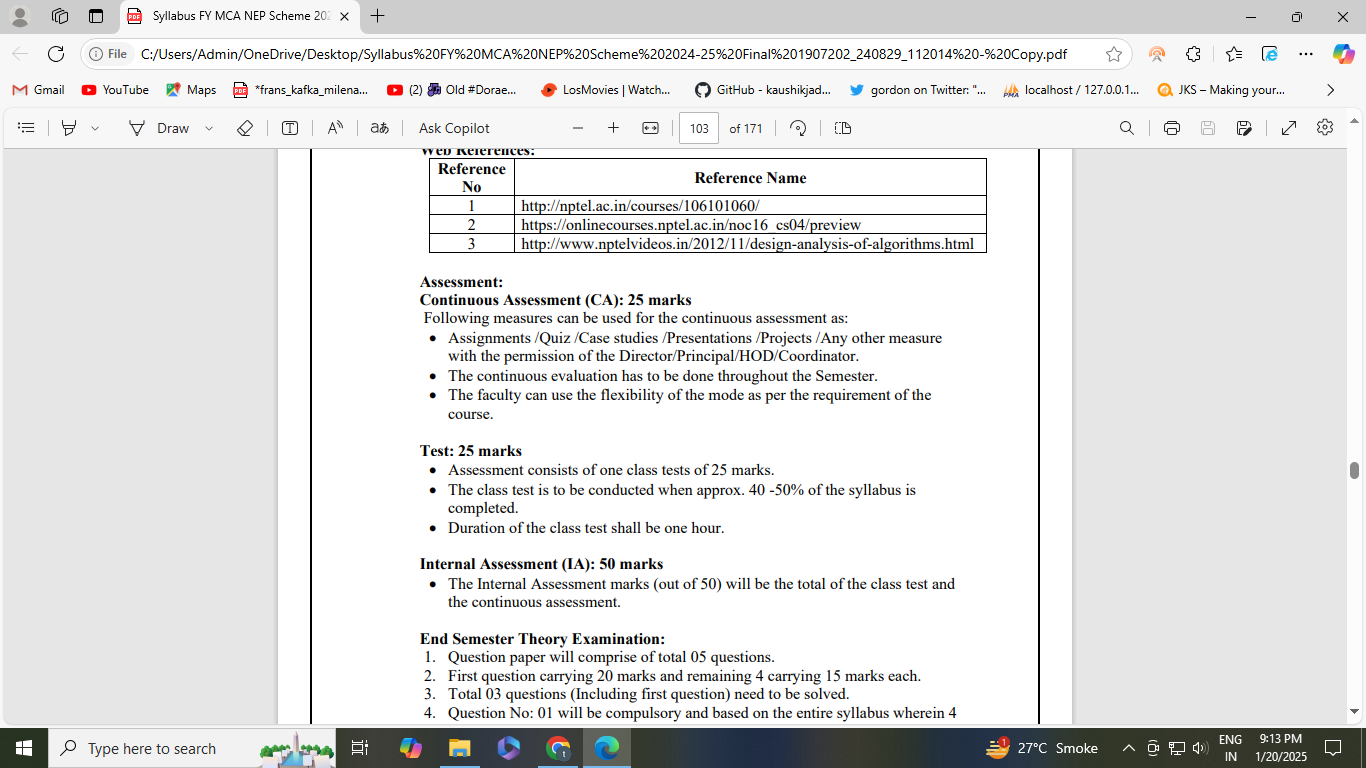 Syllabus FY MCA NEP Scheme 202
File C:/Users/Admin/OneDrive/Desktop/Syllabus%20FY%20MCA%20NEP%20Scheme%202024-25%20Final%201907202_240829_112014%20-%20Copy.pdf
Gmail YouTube Maps *frans_kafka_milena... (2) Old #Dorae... LosMovies | Watch... GitHub - kaushikjad... gordon on Twitter: "... localhost / 127.0.0.1... JKS – Making your...
Draw Ask Copilot 103 of 171
Web References:
Reference No Reference Name
1 http://nptel.ac.in/courses/106101060/
2 https://onlinecourses.nptel.ac.in/noc16_cs04/preview
3 http://www.nptelvideos.in/2012/11/design-analysis-of-algorithms.html
Assessment:
Continuous Assessment (CA): 25 marks
Following measures can be used for the continuous assessment as:
• Assignments /Quiz /Case studies /Presentations /Projects /Any other measure
with the permission of the Director/Principal/HOD/Coordinator.
• The continuous evaluation has to be done throughout the Semester.
• The faculty can use the flexibility of the mode as per the requirement of the
course.
Test: 25 marks
• Assessment consists of one class tests of 25 marks.
• The class test is to be conducted when approx. 40 -50% of the syllabus is
completed.
• Duration of the class test shall be one hour.
Internal Assessment (IA): 50 marks
• The Internal Assessment marks (out of 50) will be the total of the class test and
the continuous assessment.
End Semester Theory Examination:
1. Question paper will comprise of total 05 questions.
2. First question carrying 20 marks and remaining 4 carrying 15 marks each.
3. Total 03 questions (Including first question) need to be solved.
4. Question No: 01 will be compulsory and based on the entire syllabus wherein 4
Type here to search
1 27°C Smoke
ENG
IN
9:13 PM
1/20/2025